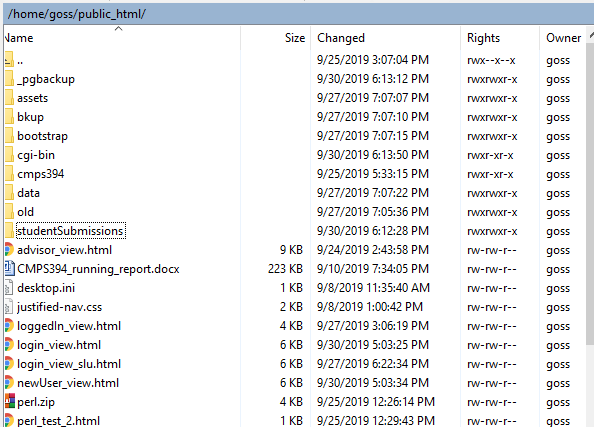 /home/goss/public_html/
Name Size Changed Rights Owner
.. 9/25/2019 3:07:04 PM rwx--x--x goss
_pgbackup 9/30/2019 6:13:12 PM rwxrwxr-x goss
assets 9/27/2019 7:07:07 PM rwxrwxr-x goss
bkup 9/27/2019 7:07:10 PM rwxrwxr-x goss
bootstrap 9/27/2019 7:07:15 PM rwxrwxr-x goss
cgi-bin 9/30/2019 6:13:50 PM rwxr-xr-x goss
cmps394 9/25/2019 5:33:15 PM rwxr-xr-x goss
data 9/27/2019 7:07:22 PM rwxrwxr-x goss
old 9/27/2019 7:05:36 PM rwxrwxr-x goss
studentSubmissions 9/30/2019 6:12:28 PM rwxrwxr-x goss
advisor_view.html 9 KB 9/24/2019 2:43:58 PM rw-rw-r-- goss
CMPS394_running_report.docx 223 KB 9/10/2019 7:34:05 PM rw-rw-r-- goss
desktop.ini 1 KB 9/8/2019 11:35:40 AM rw-rw-r-- goss
justified-nav.css 2 KB 9/8/2019 1:00:42 PM rw-rw-r-- goss
loggedIn_view.html 4 KB 9/27/2019 3:06:19 PM rw-rw-r-- goss
login_view.html 6 KB 9/30/2019 5:03:25 PM rw-rw-r-- goss
login_view_slu.html 6 KB 9/27/2019 6:22:34 PM rw-rw-r-- goss
newUser_view.html 6 KB 9/30/2019 5:03:34 PM rw-rw-r-- goss
perl.zip 4 KB 9/25/2019 12:26:14 PM rw-rw-r-- goss
perl_test_2.html 1 KB 9/25/2019 12:29:43 PM rw-rw-r-- goss